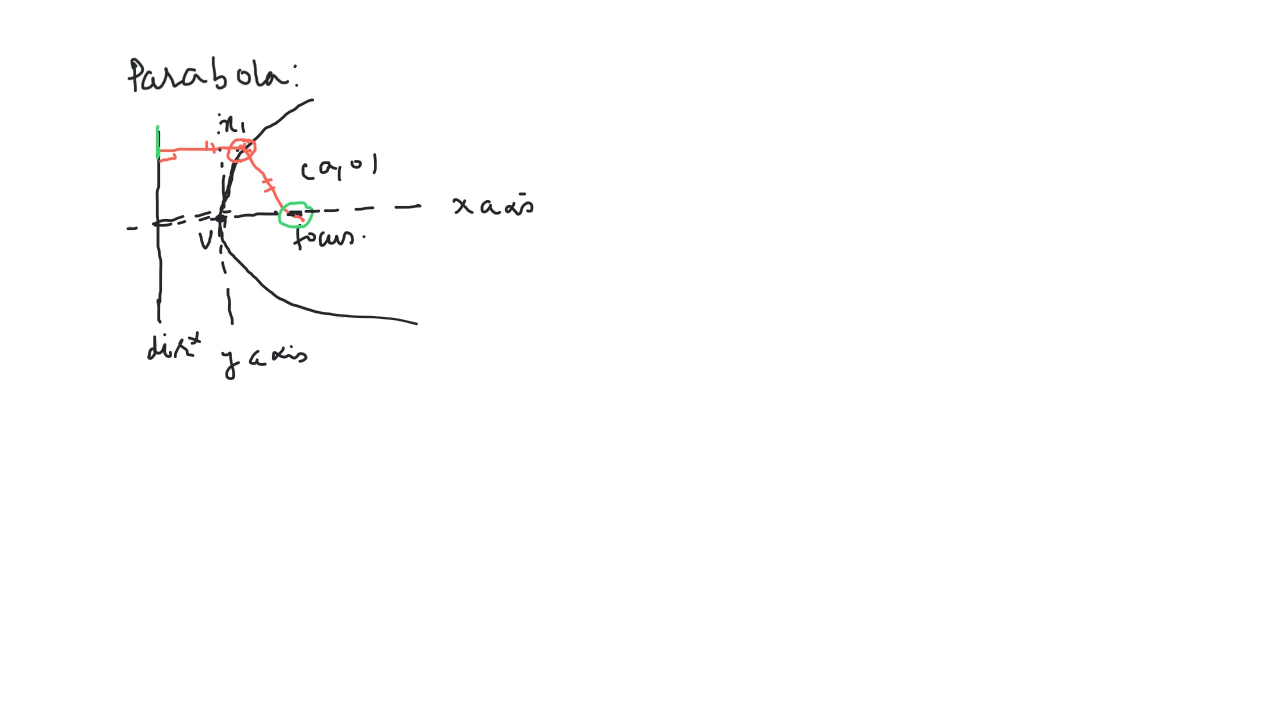 Parabola:
x1
(a,0)
x axis
V
focus.
dirx
y axis